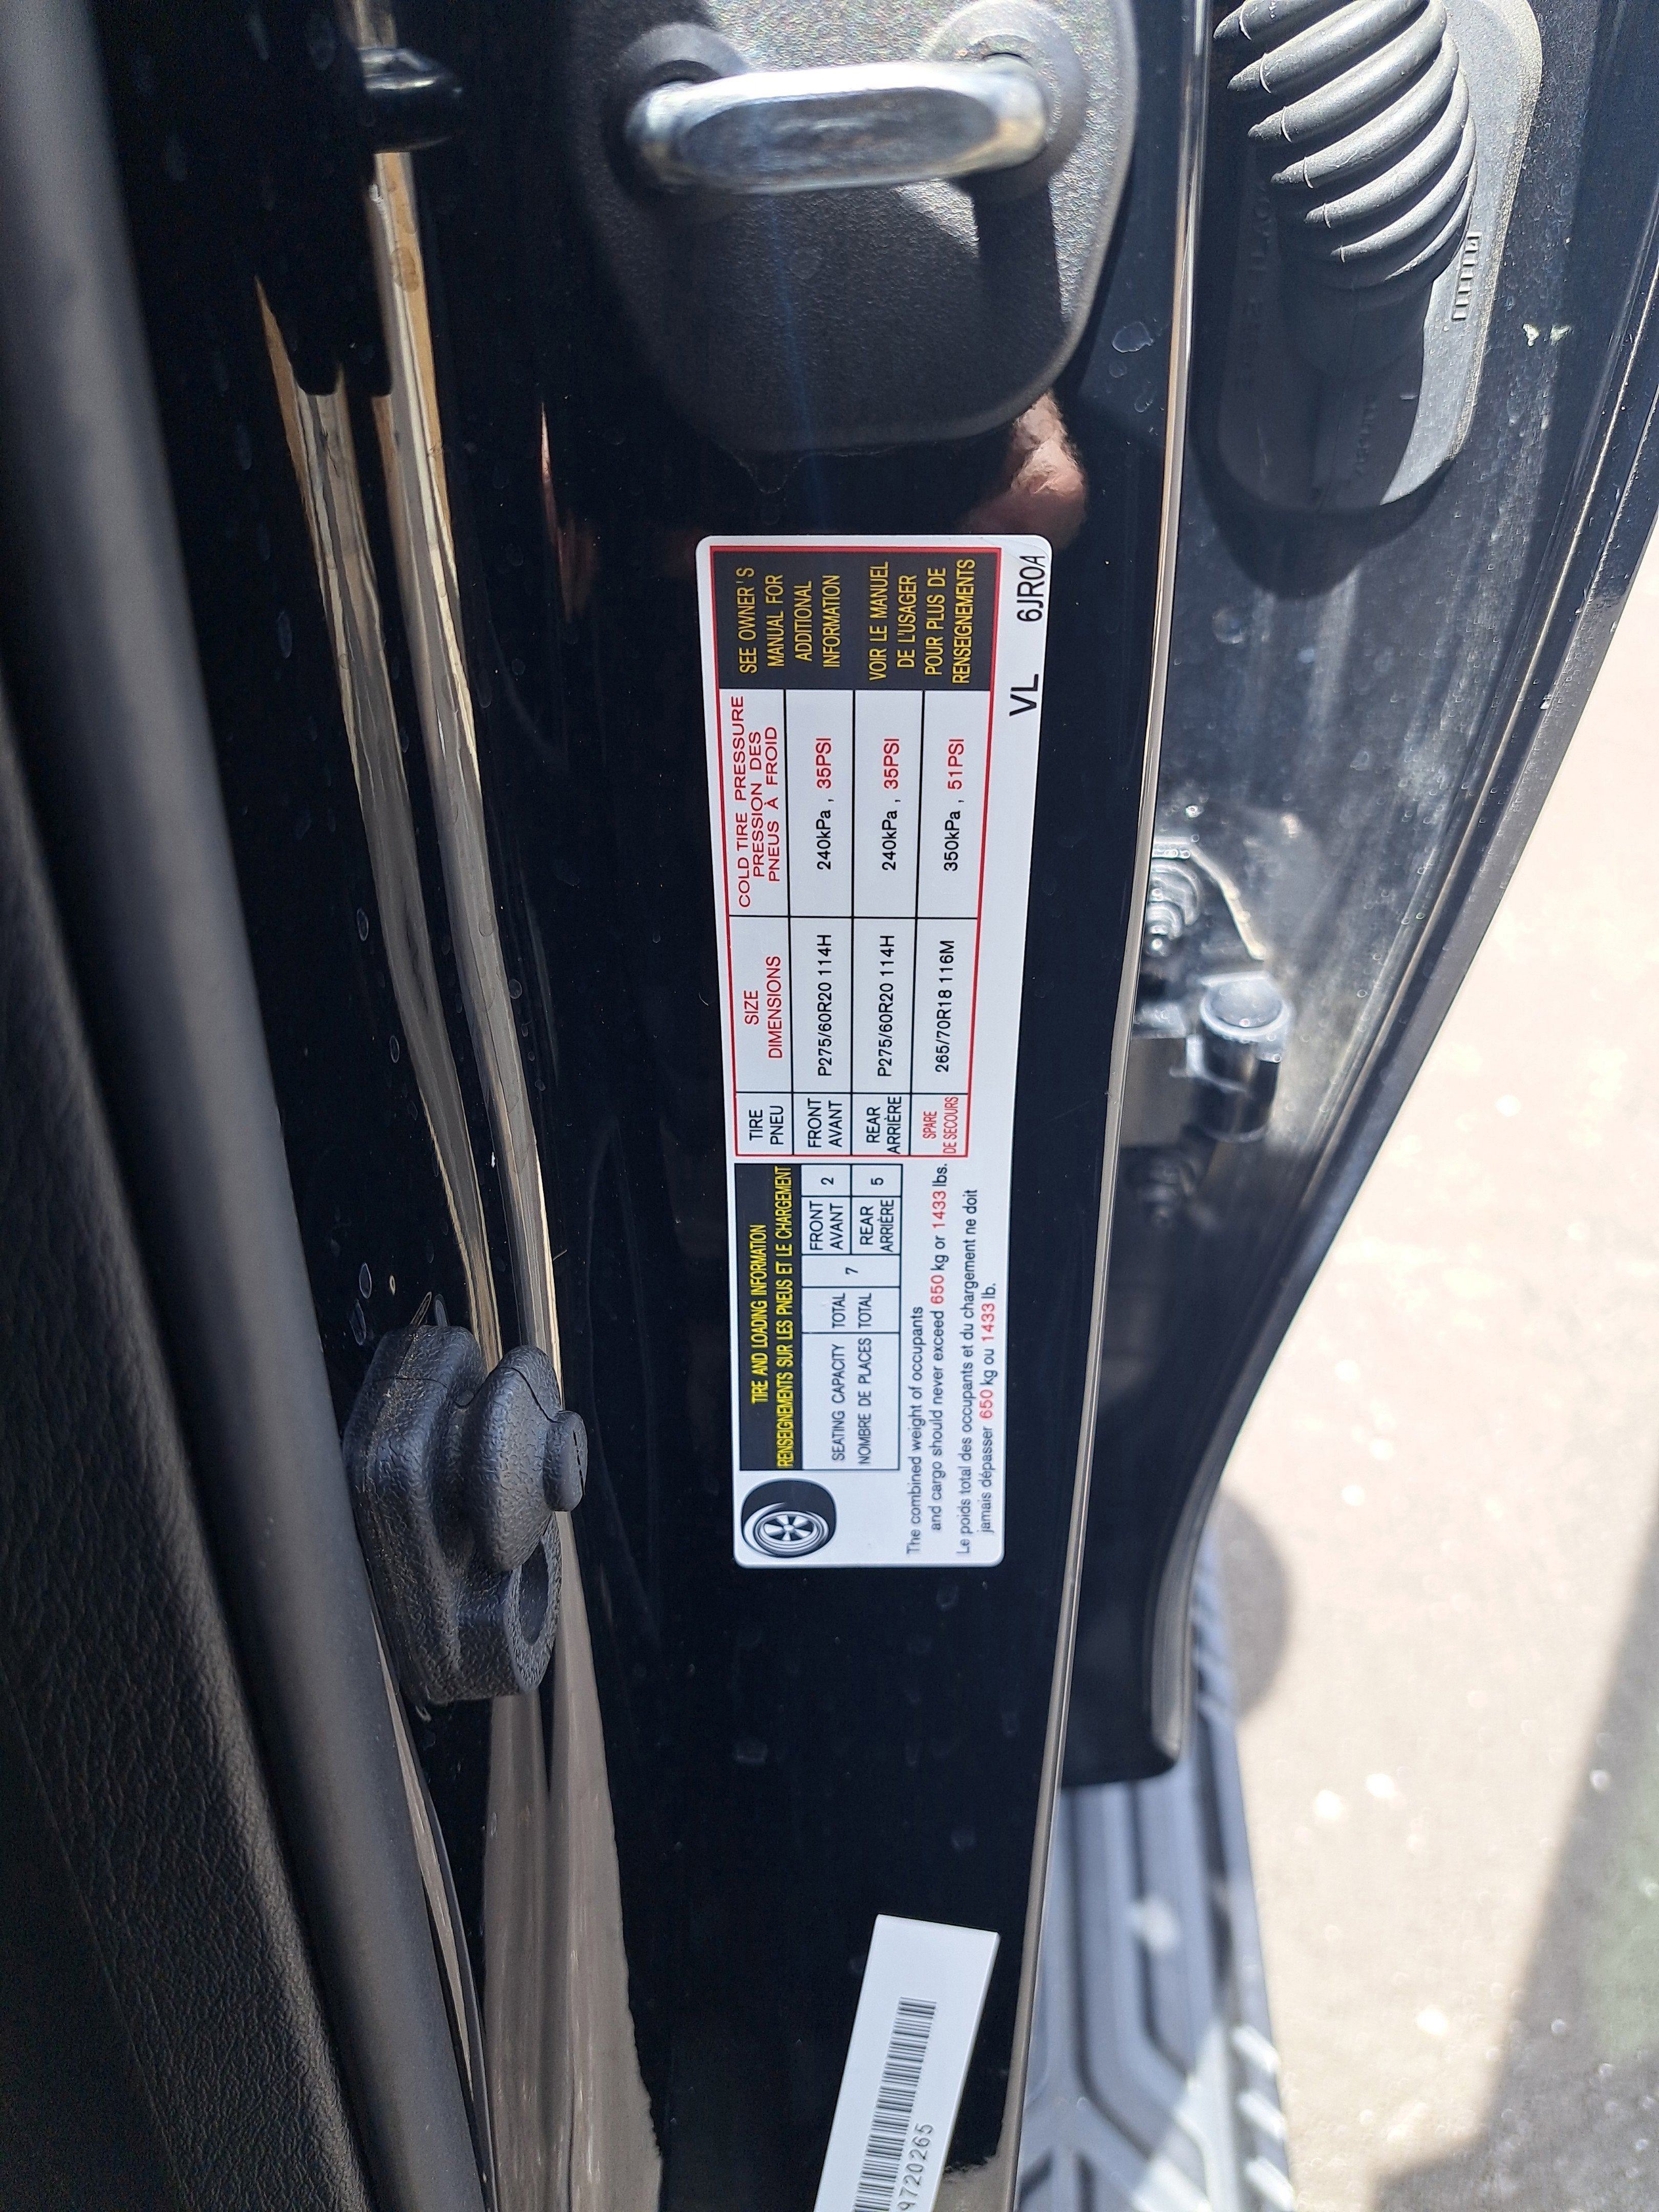 TIRE AND LOADING INFORMATION
RENSEIGNEMENTS SUR LES PNEUS ET LE CHARGEMENT
SEATING CAPACITY
NOMBRE DE PLACES
TOTAL
TOTAL
7
FRONT
AVANT
2
REAR
ARRIÈRE
5
The combined weight of occupants
and cargo should never exceed 650 kg or 1433 lbs.
Le poids total des occupants et du chargement ne doit
jamais dépasser 650 kg ou 1433 lb.
TIRE
PNEU
SIZE
DIMENSIONS
COLD TIRE PRESSURE
PRESSION DES
PNEUS À FROID
FRONT
AVANT
P275/60R20 114H
240kPa, 35PSI
REAR
ARRIÈRE
P275/60R20 114H
240kPa, 35PSI
SPARE
DE SECOURS
265/70R18 116M
350kPa, 51PSI
SEE OWNER'S
MANUAL FOR
ADDITIONAL
INFORMATION
VOIR LE MANUEL
DE L'USAGER
POUR PLUS DE
RENSEIGNEMENTS
VL 6JR0A
9720265